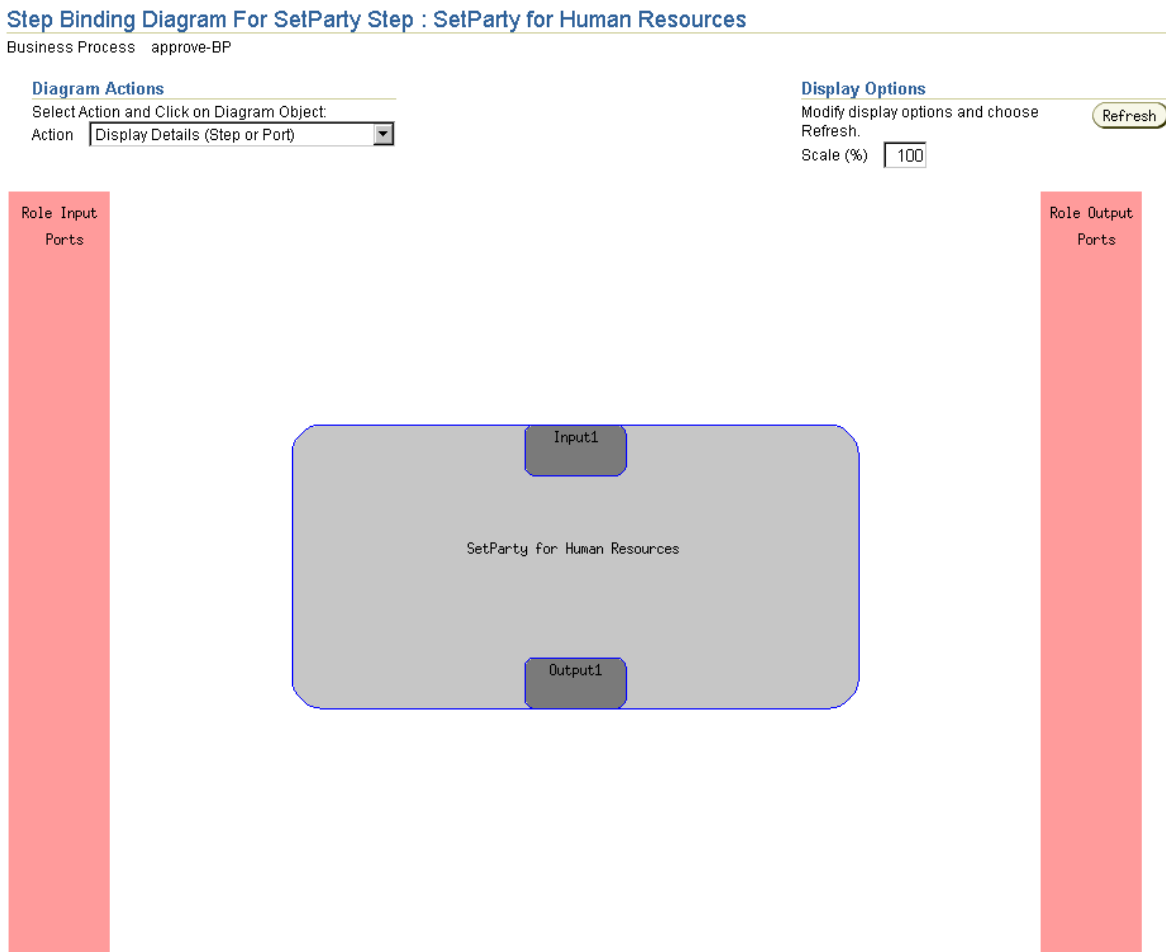 Step Binding Diagram For SetParty Step : SetParty for Human Resources
Business Process approve-BP
Diagram Actions
Select Action and Click on Diagram Object:
Action Display Details (Step or Port)
Display Options
Modify display options and choose
Refresh.
Refresh
Scale (%) 100
Role Input
Ports
Role Output
Ports
Input1
SetParty for Human Resources
Output1